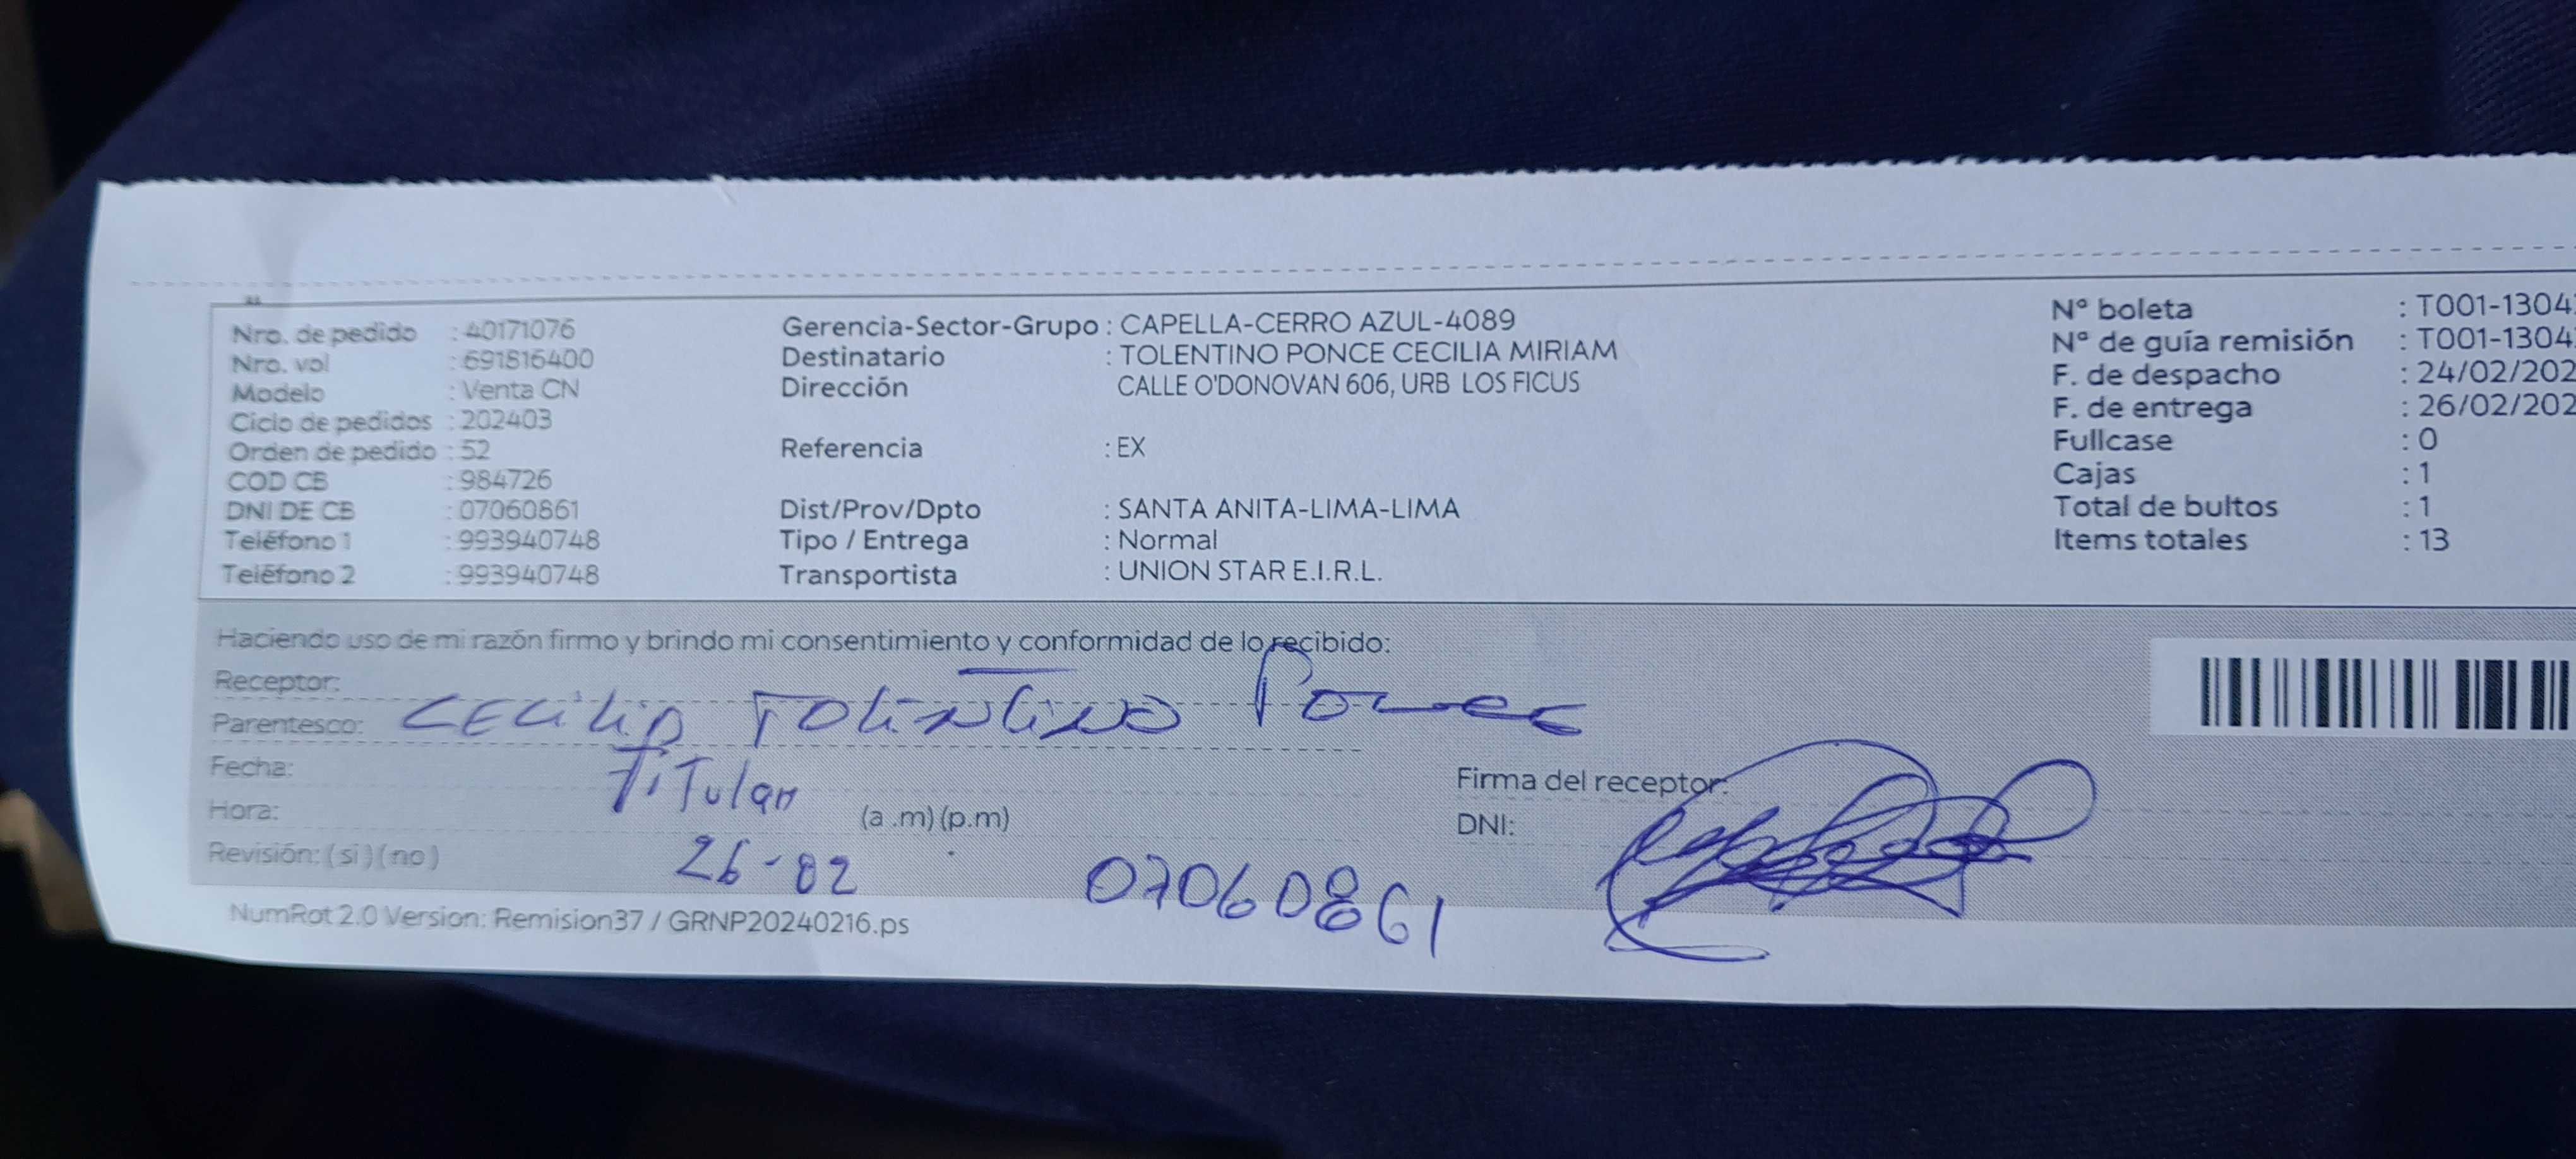 Nro. de pedido : 40171076
Nro. vol : 691816400
Modelo : Venta CN
Ciclo de pedidos : 202403
Orden de pedido : 52
COD CB : 984726
DNI DE CB : 07060861
Teléfono 1 : 993940748
Teléfono 2 : 993940748
Gerencia-Sector-Grupo : CAPELLA-CERRO AZUL-4089
Destinatario : TOLENTINO PONCE CECILIA MIRIAM
Dirección CALLE O'DONOVAN 606, URB LOS FICUS
Referencia : EX
Dist/Prov/Dpto : SANTA ANITA-LIMA-LIMA
Tipo / Entrega : Normal
Transportista : UNION STAR E.I.R.L.
Nº boleta : T001-1304
Nº de guía remisión : T001-1304
F. de despacho : 24/02/202
F. de entrega : 26/02/202
Fullcase : 0
Cajas : 1
Total de bultos : 1
Items totales : 13
Haciendo uso de mi razón firmo y brindo mi consentimiento y conformidad de lo recibido:
Receptor:
Parentesco: CECILIA TOLENTINO Ponce
Fecha: TiTular
Hora: (a .m) (p.m)
Revisión: ( si ) ( no ) 26-02
Firma del receptor:
DNI:
07060861
NumRot 2.0 Version: Remision37 / GRNP20240216.ps